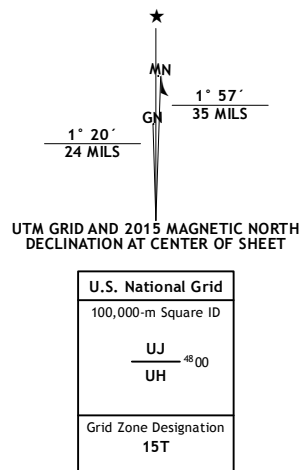 ★
MN
1° 57´
35 MILS
GN
1° 20´
24 MILS
UTM GRID AND 2015 MAGNETIC NORTH
DECLINATION AT CENTER OF SHEET
U.S. National Grid
100,000-m Square ID
UJ
4800
UH
Grid Zone Designation
15T